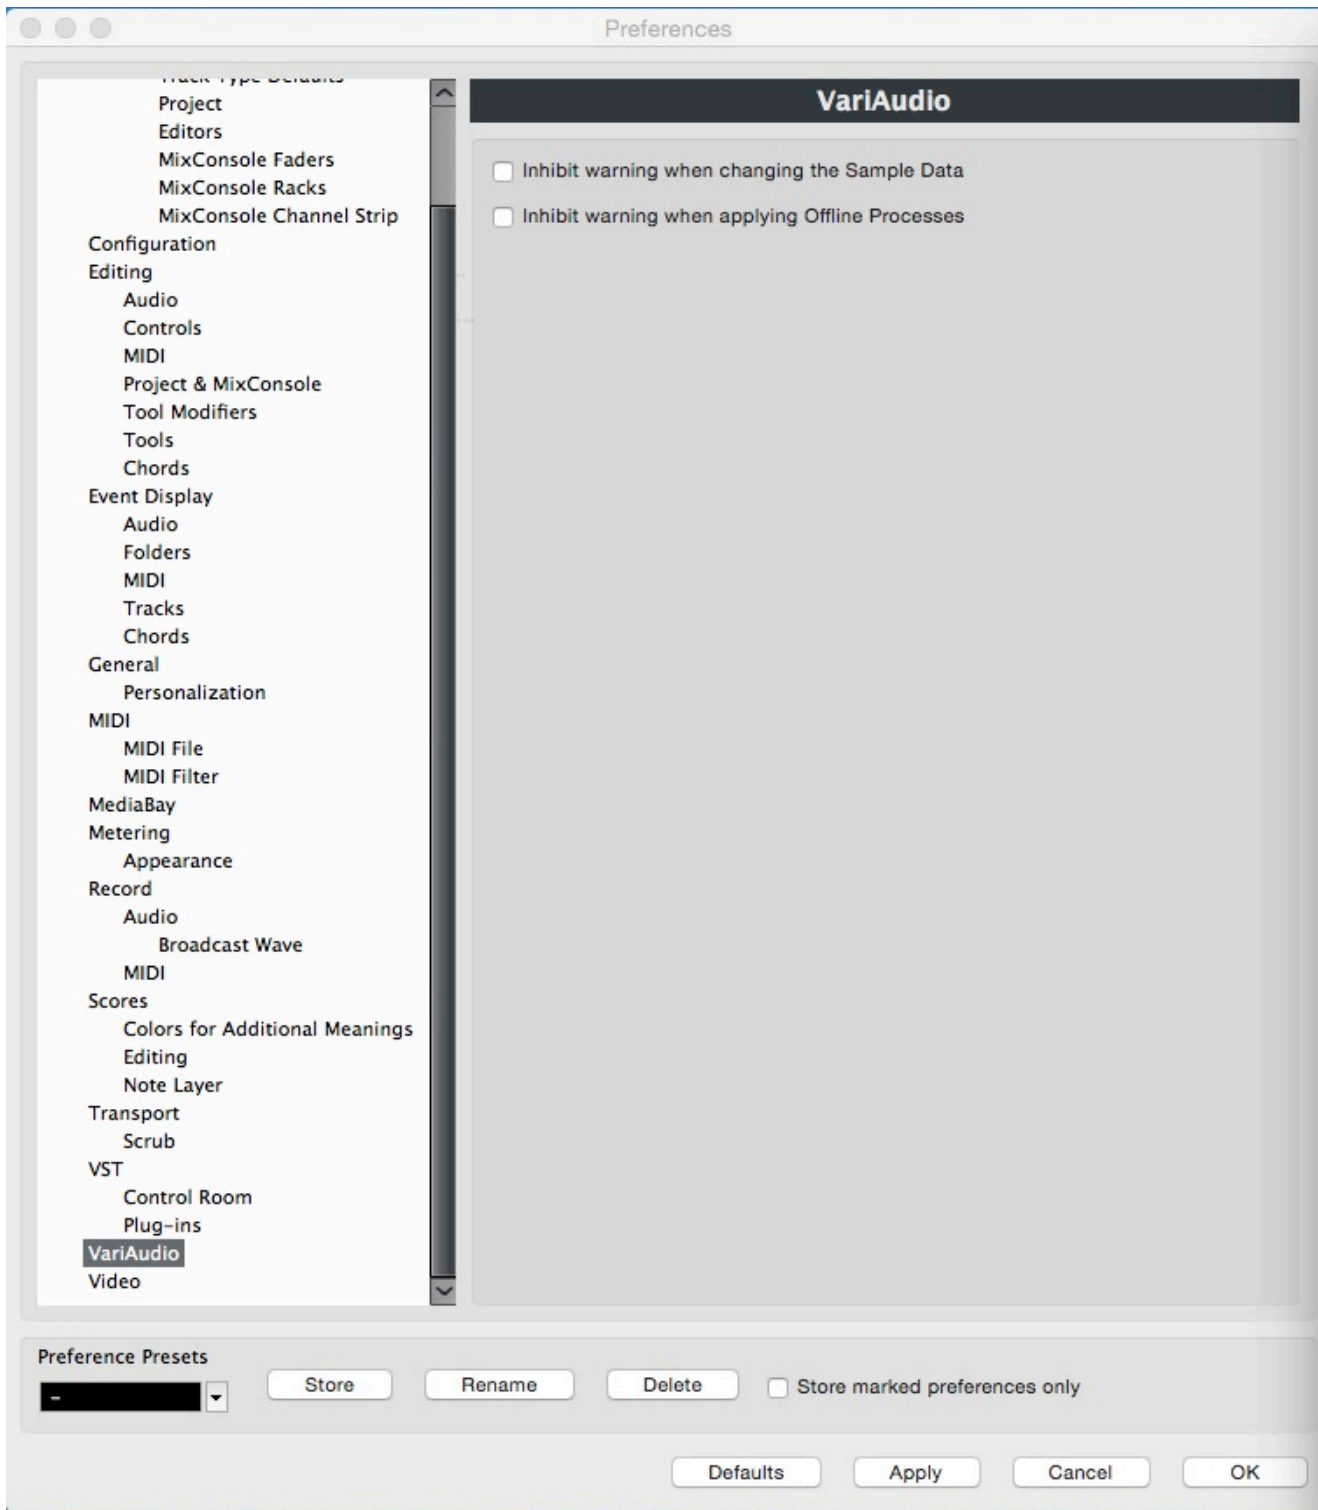 Preferences
Track Type Defaults
Project
Editors
MixConsole Faders
MixConsole Racks
MixConsole Channel Strip
Configuration
Editing
Audio
Controls
MIDI
Project & MixConsole
Tool Modifiers
Tools
Chords
Event Display
Audio
Folders
MIDI
Tracks
Chords
General
Personalization
MIDI
MIDI File
MIDI Filter
MediaBay
Metering
Appearance
Record
Audio
Broadcast Wave
MIDI
Scores
Colors for Additional Meanings
Editing
Note Layer
Transport
Scrub
VST
Control Room
Plug-ins
VariAudio
Video
VariAudio
Inhibit warning when changing the Sample Data
Inhibit warning when applying Offline Processes
Preference Presets
–
Store
Rename
Delete
Store marked preferences only
Defaults
Apply
Cancel
OK